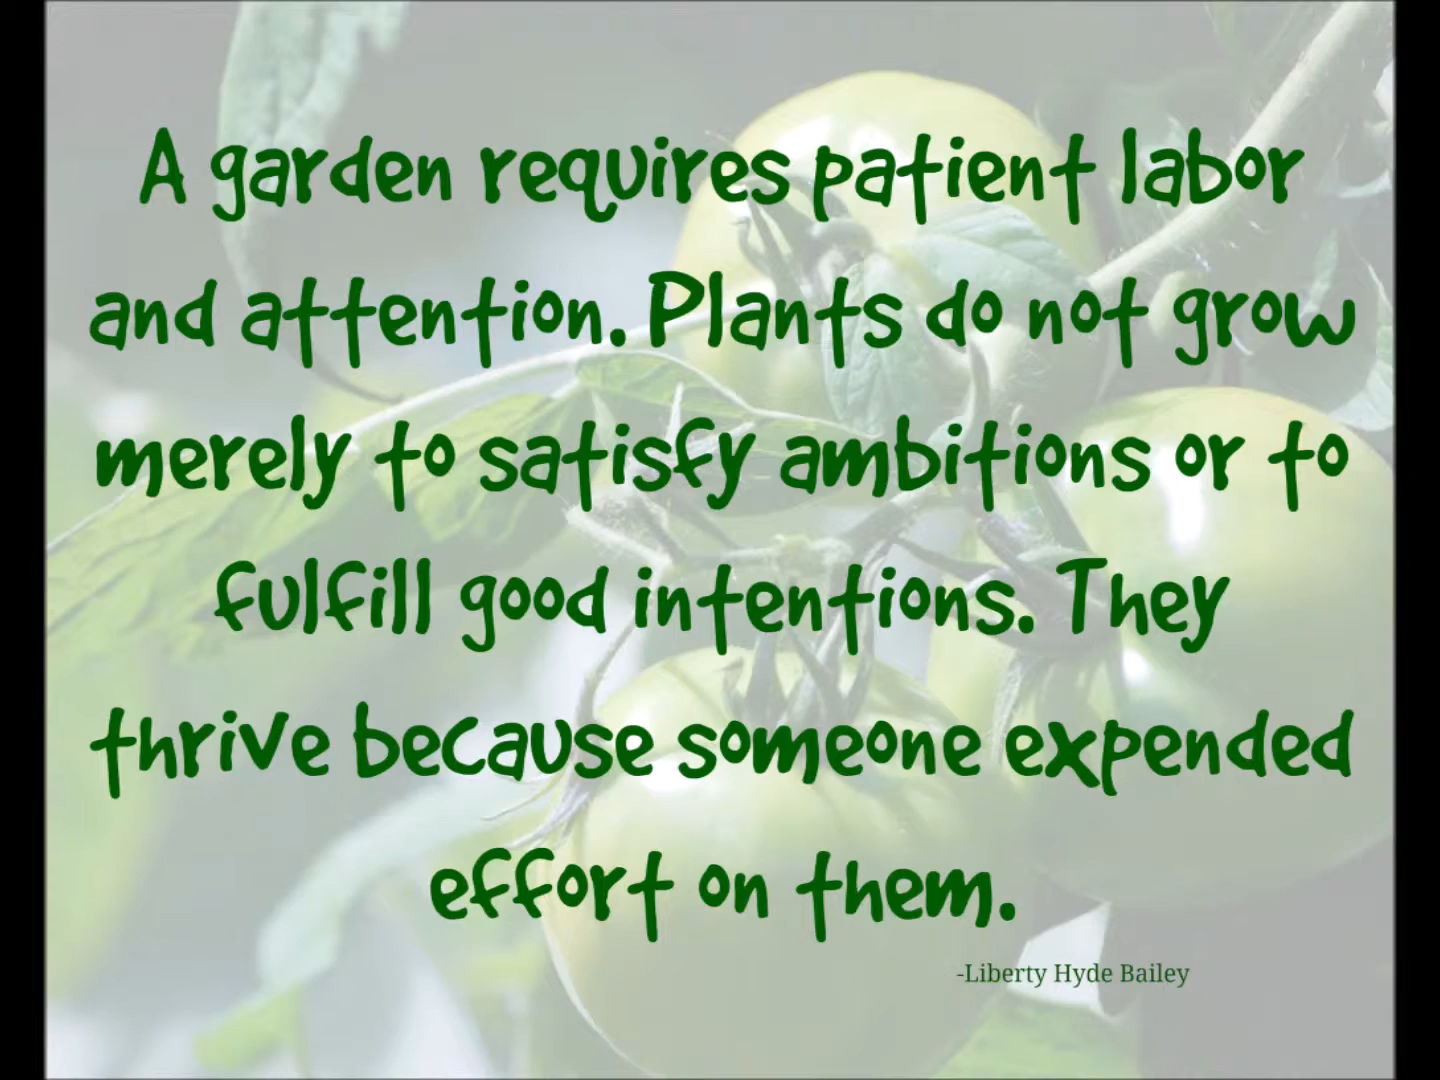 A garden requires patient labor
and attention. Plants do not grow
merely to satisfy ambitions or to
fulfill good intentions. They
thrive because someone expended
effort on them.
-Liberty Hyde Bailey